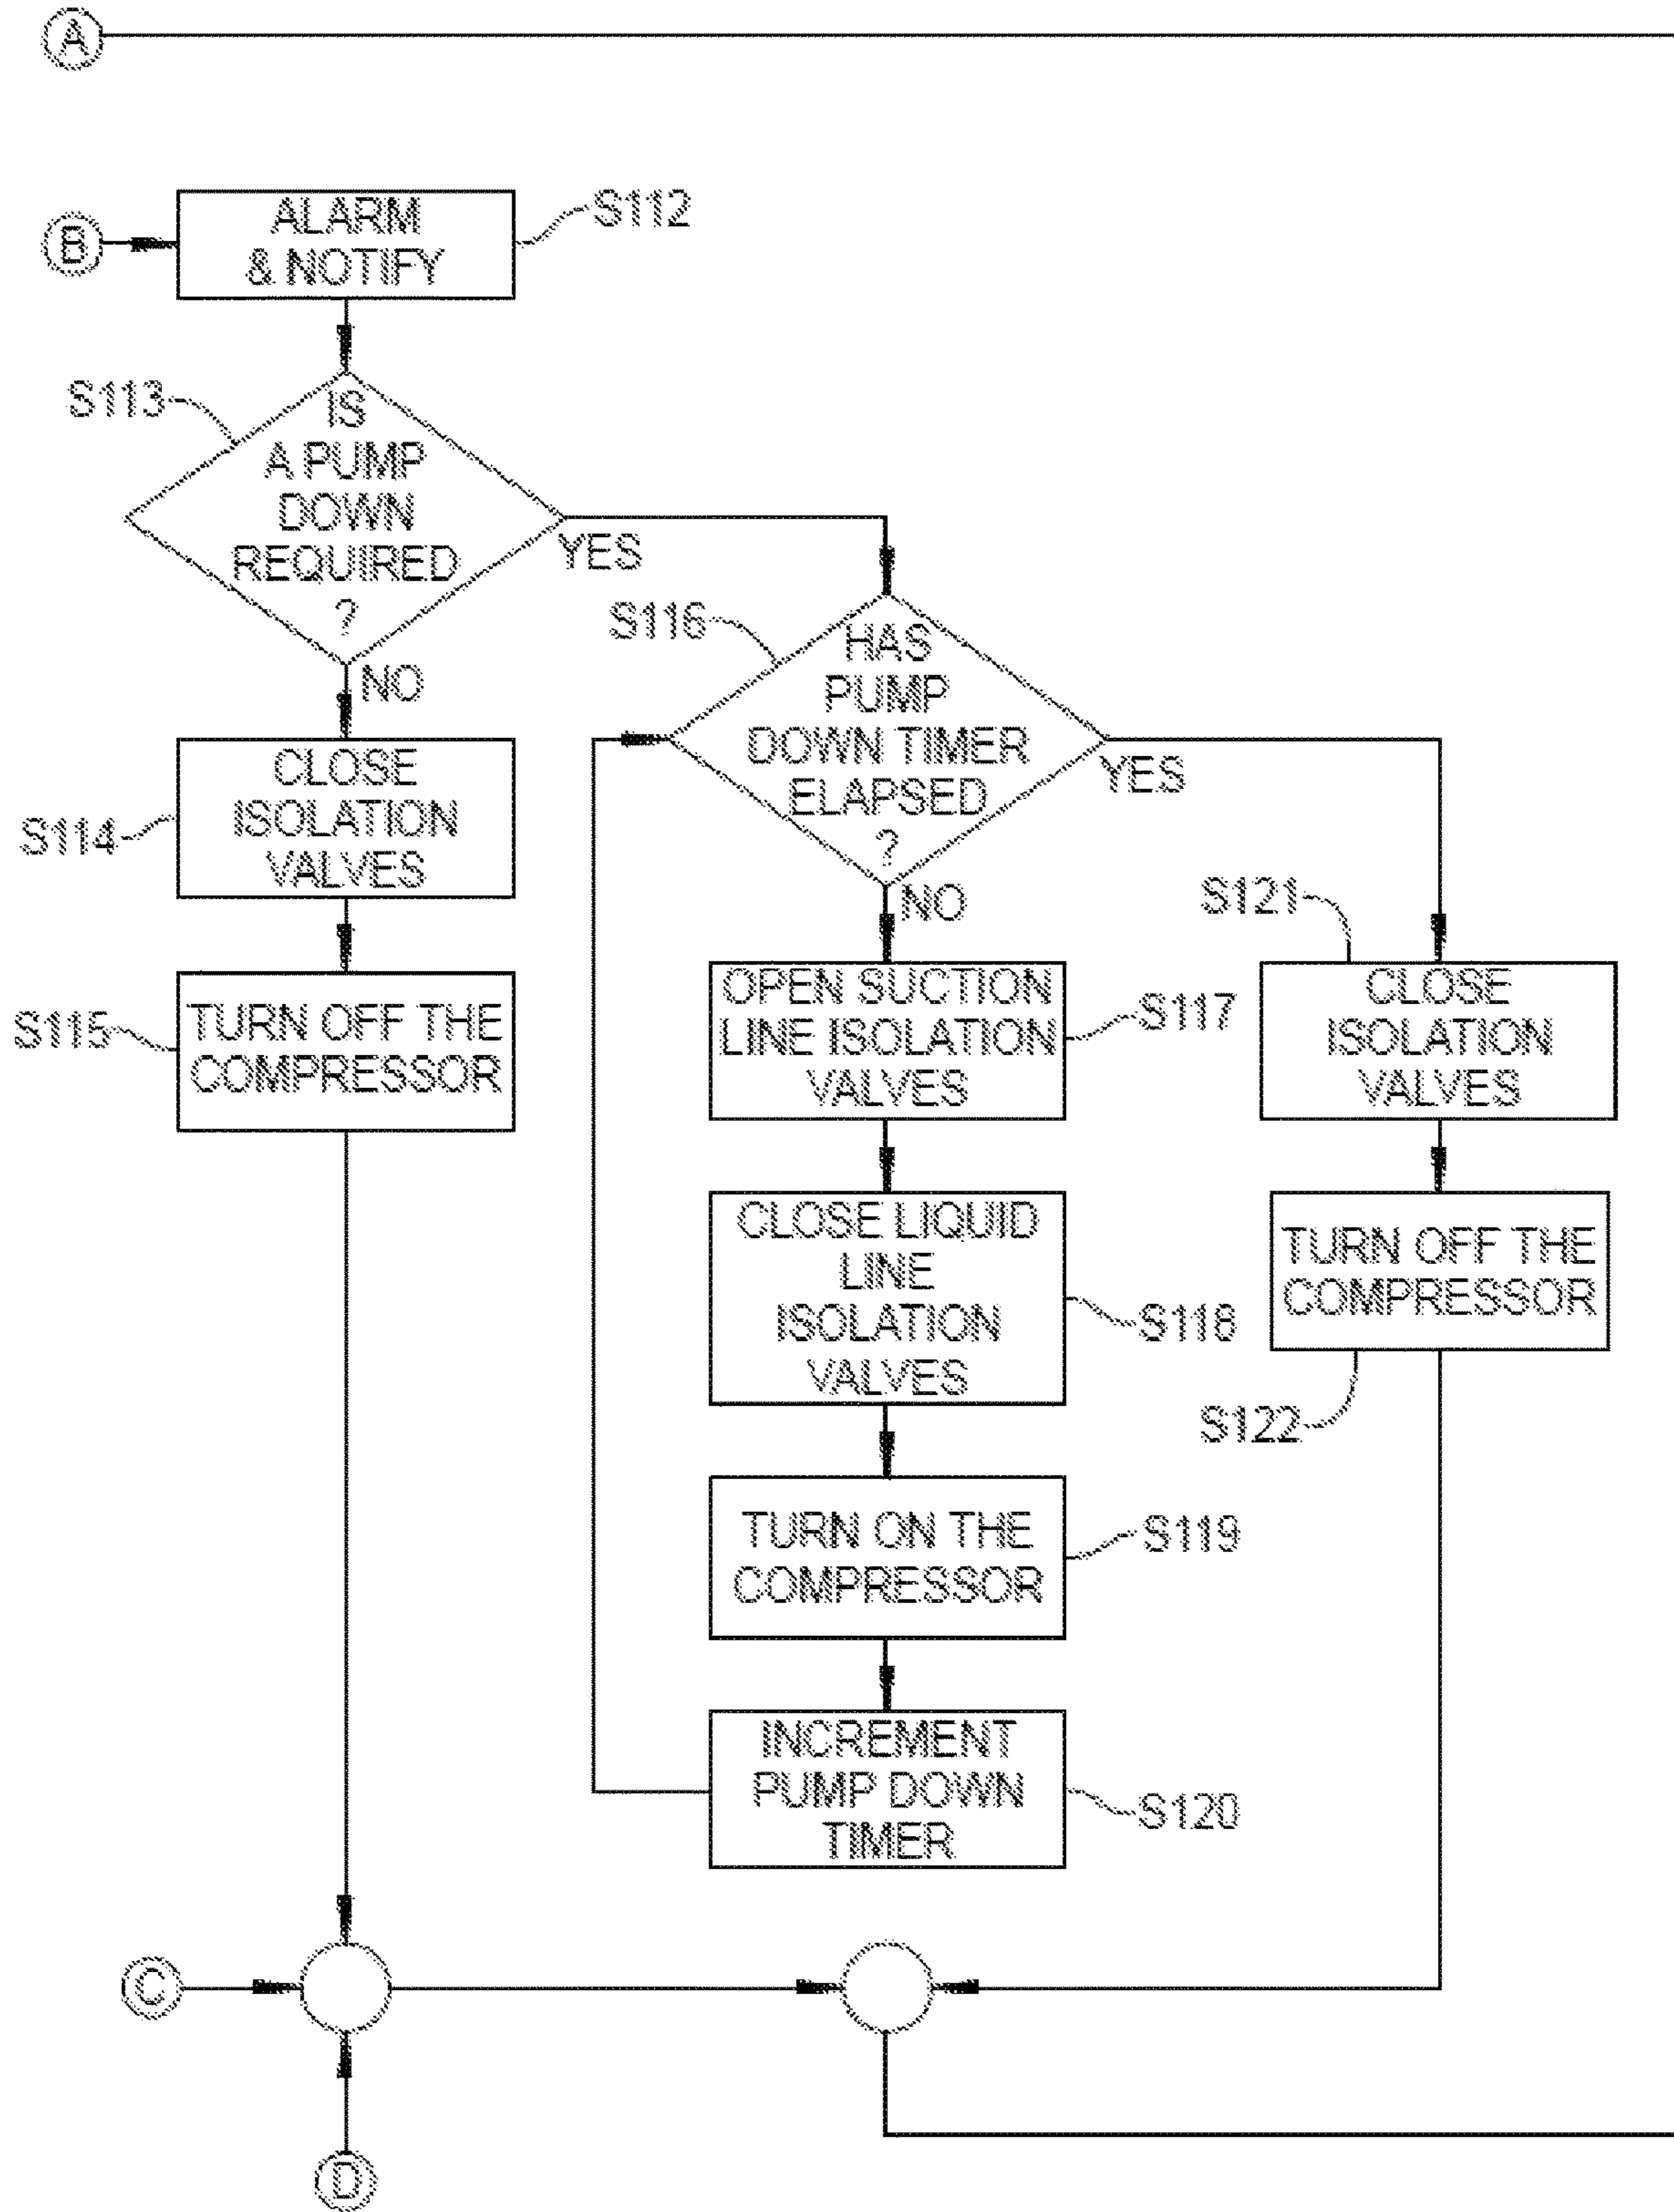 A
B
ALARM
& NOTIFY
S112
S113
IS
A PUMP
DOWN
REQUIRED
?
YES
NO
S114
CLOSE
ISOLATION
VALVES
S115
TURN OFF THE
COMPRESSOR
S116
HAS
PUMP
DOWN TIMER
ELAPSED
?
YES
NO
OPEN SUCTION
LINE ISOLATION
VALVES
S117
CLOSE LIQUID
LINE
ISOLATION
VALVES
S118
TURN ON THE
COMPRESSOR
S119
INCREMENT
PUMP DOWN
TIMER
S120
S121
CLOSE
ISOLATION
VALVES
TURN OFF THE
COMPRESSOR
S122
C
D